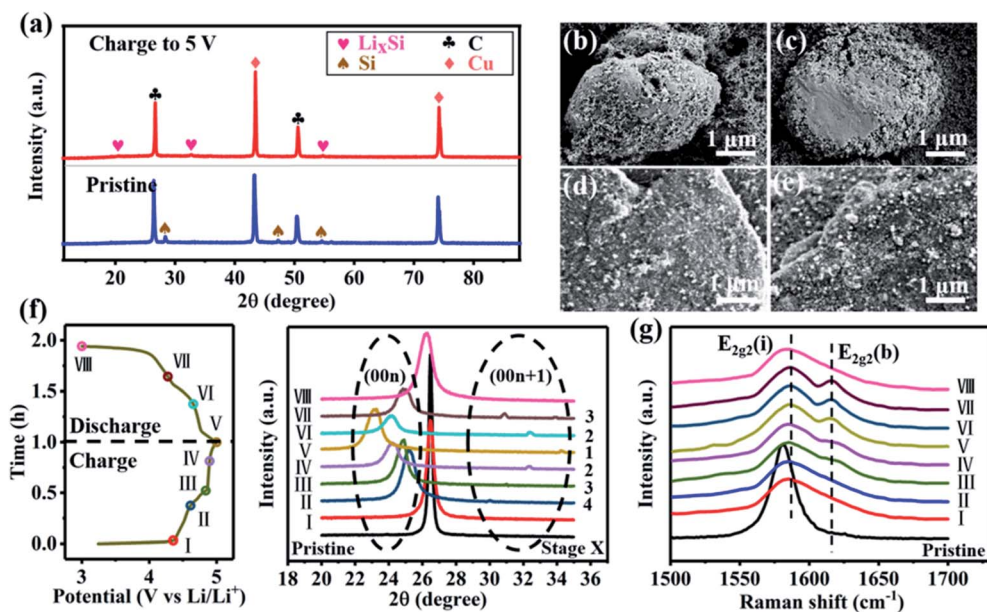 (a)
Charge to 5 V
♥ LixSi ♣ C
♠ Si ♦ Cu
Pristine
Intensity (a.u.)
20 30 40 50 60 70 80
2θ (degree)
(b)
1 μm
(c)
1 μm
(d)
1 μm
(e)
1 μm
(f)
2.0
1.5
1.0
0.5
0.0
Time (h)
Ⅷ
Ⅶ
Ⅵ
Ⅴ
Discharge
Charge
Ⅳ
Ⅲ
Ⅱ
Ⅰ
3 4 5
Potential (V vs Li/Li+)
Intensity (a.u.)
(00n) (00n+1)
Ⅷ
Ⅶ 3
Ⅵ 2
Ⅴ 1
Ⅳ 2
Ⅲ 3
Ⅱ 4
Ⅰ
Pristine Stage X
18 20 22 24 26 28 30 32 34 36
2θ (degree)
(g)
E2g2(i) E2g2(b)
Intensity (a.u.)
Ⅷ
Ⅶ
Ⅵ
Ⅴ
Ⅳ
Ⅲ
Ⅱ
Ⅰ
Pristine
1500 1550 1600 1650 1700
Raman shift (cm-1)